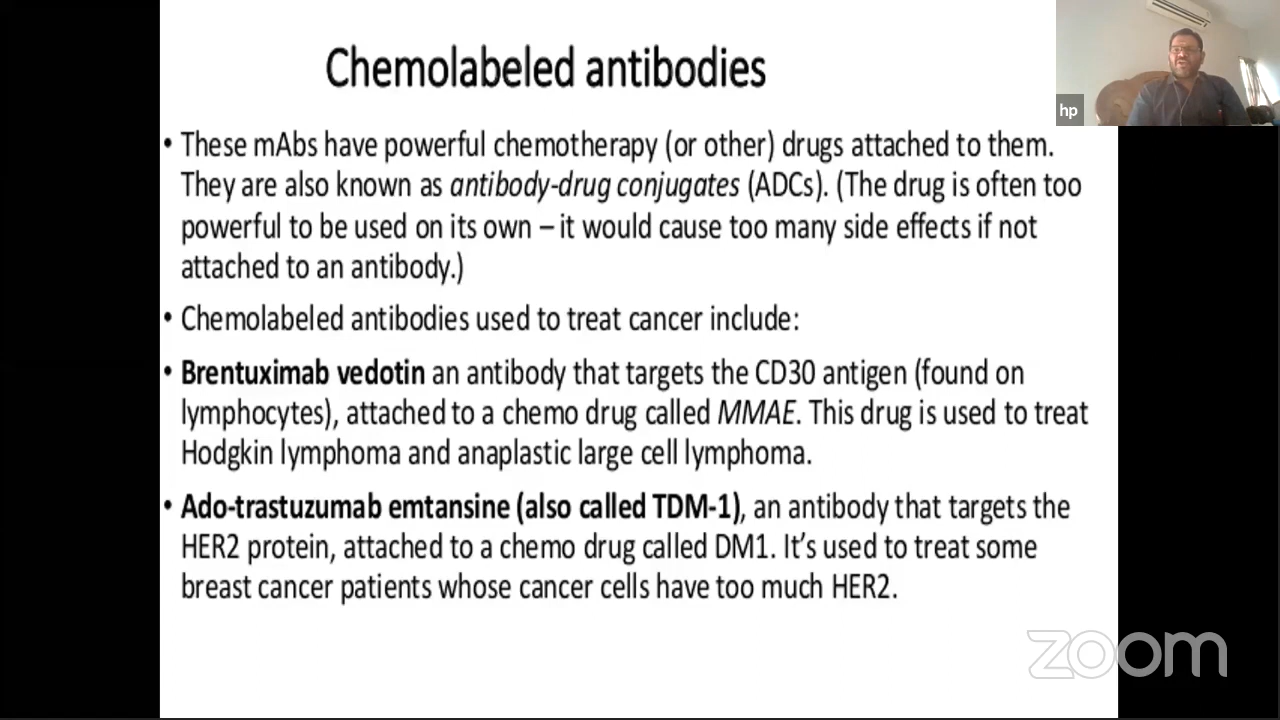 Chemolabeled antibodies
• These mAbs have powerful chemotherapy (or other) drugs attached to them.
They are also known as antibody-drug conjugates (ADCs). (The drug is often too
powerful to be used on its own – it would cause too many side effects if not
attached to an antibody.)
• Chemolabeled antibodies used to treat cancer include:
• Brentuximab vedotin an antibody that targets the CD30 antigen (found on
lymphocytes), attached to a chemo drug called MMAE. This drug is used to treat
Hodgkin lymphoma and anaplastic large cell lymphoma.
• Ado-trastuzumab emtansine (also called TDM-1), an antibody that targets the
HER2 protein, attached to a chemo drug called DM1. It’s used to treat some
breast cancer patients whose cancer cells have too much HER2.
hp
zoom